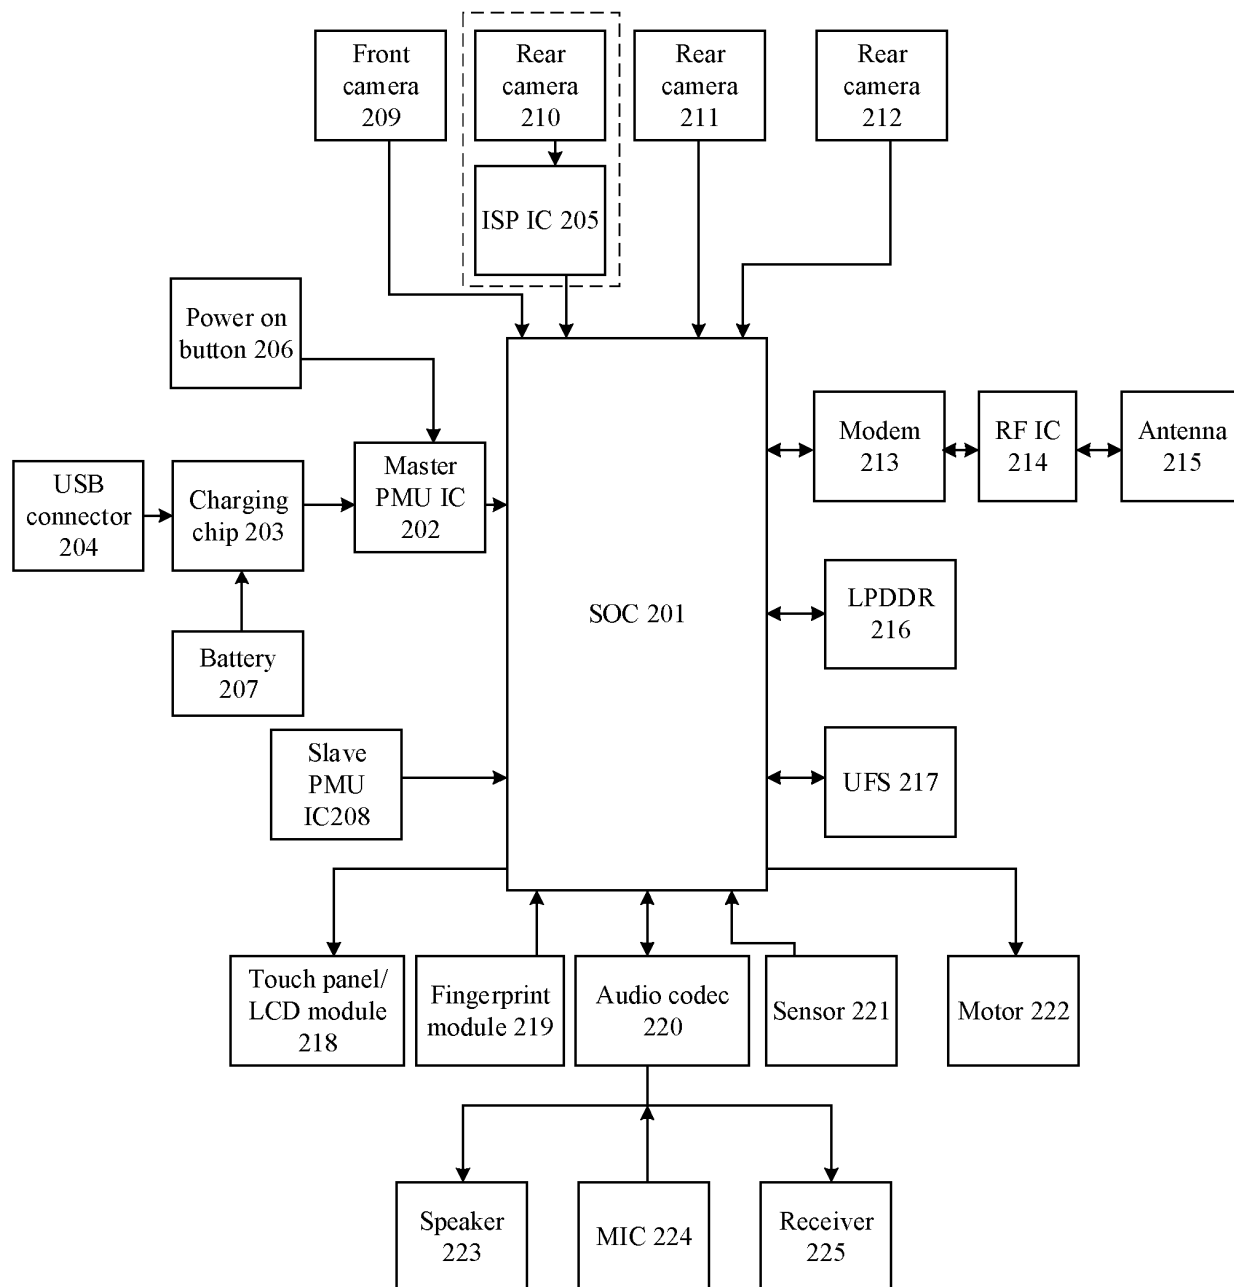 Front
camera
209
Rear
camera
210
Rear
camera
211
Rear
camera
212
ISP IC 205
Power on
button 206
USB
connector
204
Charging
chip 203
Master
PMU IC
202
SOC 201
Modem
213
RF IC
214
Antenna
215
LPDDR
216
Battery
207
Slave
PMU
IC208
UFS 217
Touch panel/
LCD module
218
Fingerprint
module 219
Audio codec
220
Sensor 221
Motor 222
Speaker
223
MIC 224
Receiver
225